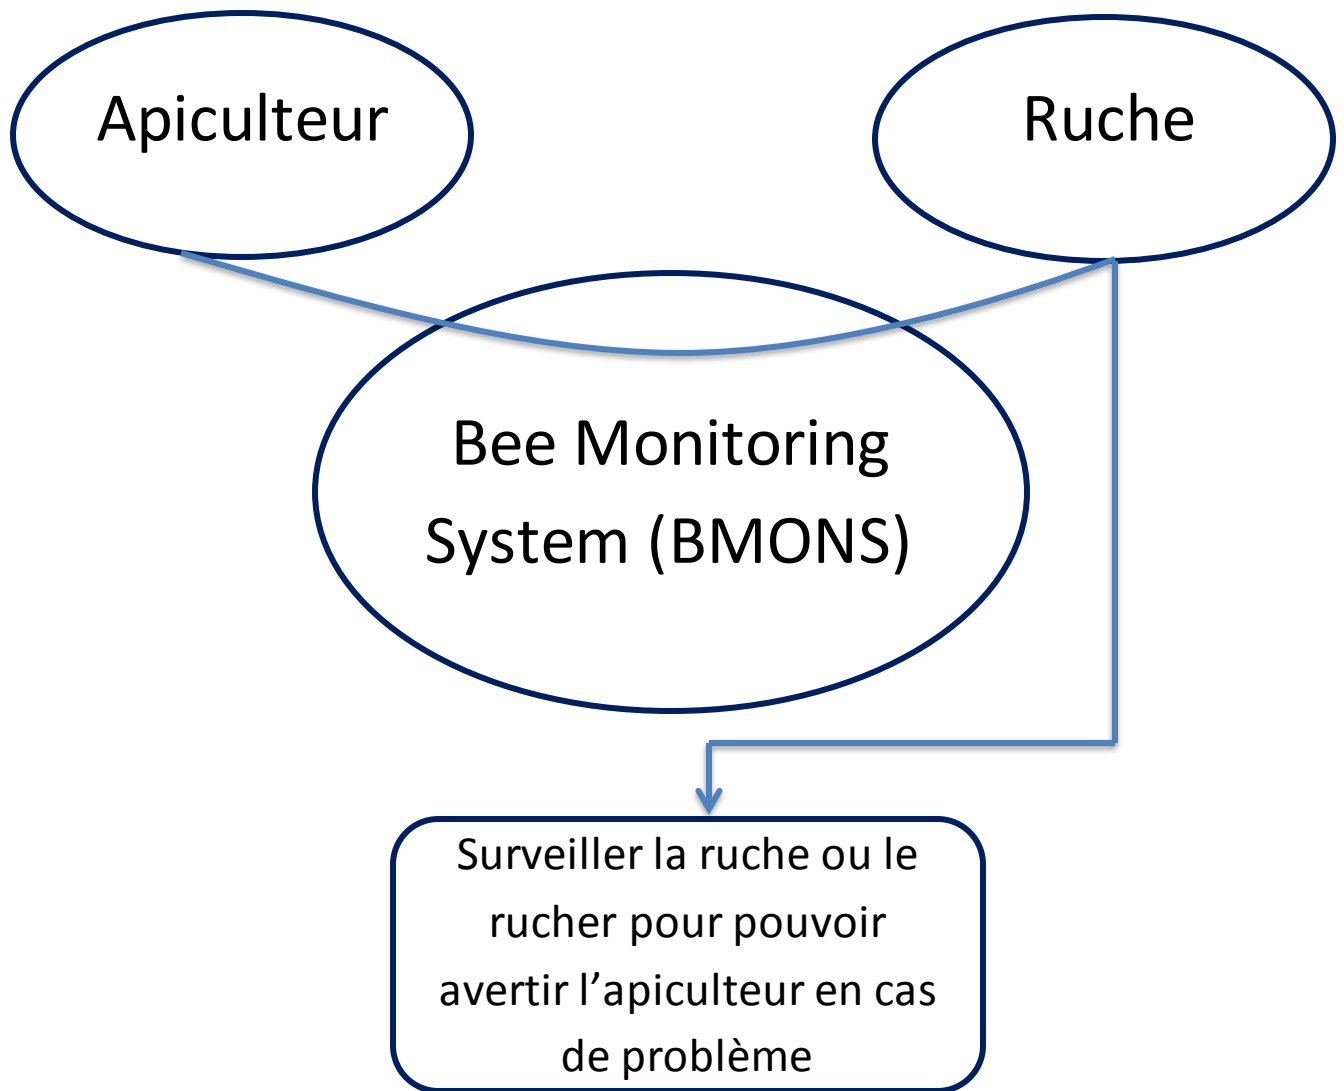 Apiculteur
Ruche
Bee Monitoring
System (BMONS)
Surveiller la ruche ou le
rucher pour pouvoir
avertir l’apiculteur en cas
de problème